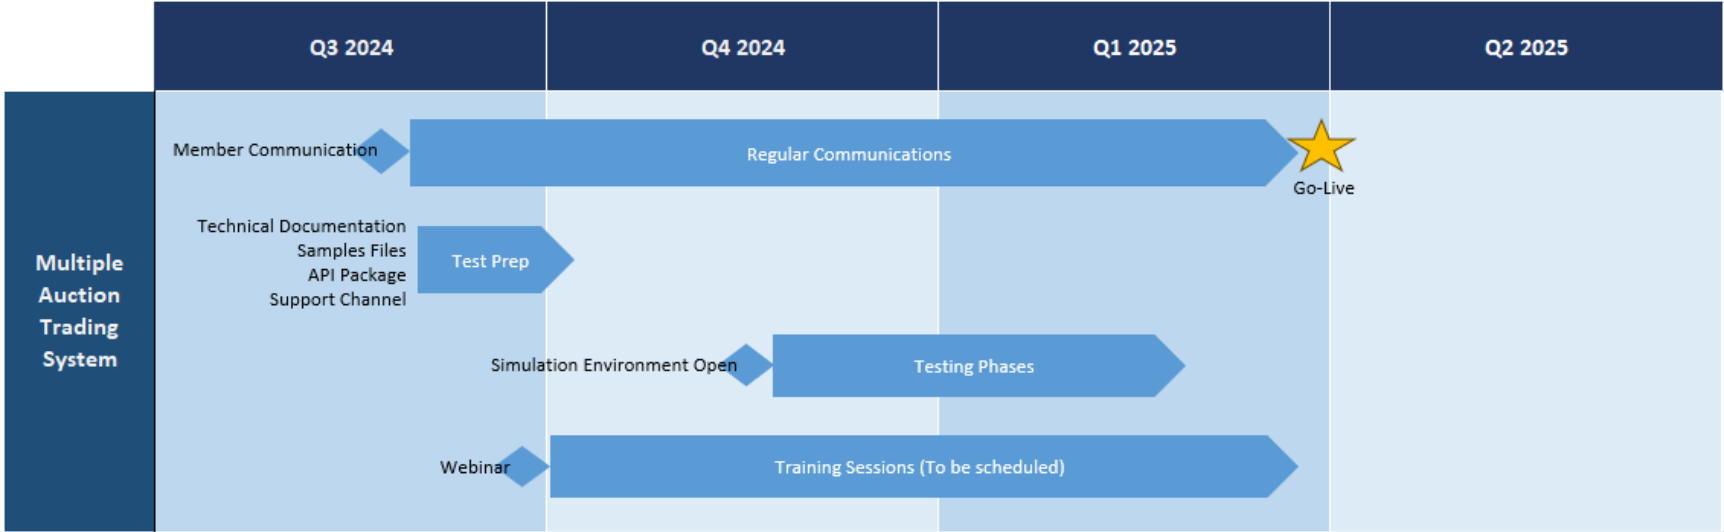 Q3 2024
Q4 2024
Q1 2025
Q2 2025
Multiple
Auction
Trading
System
Member Communication
Regular Communications
Go-Live
Technical Documentation
Samples Files
API Package
Support Channel
Test Prep
Simulation Environment Open
Testing Phases
Webinar
Training Sessions (To be scheduled)